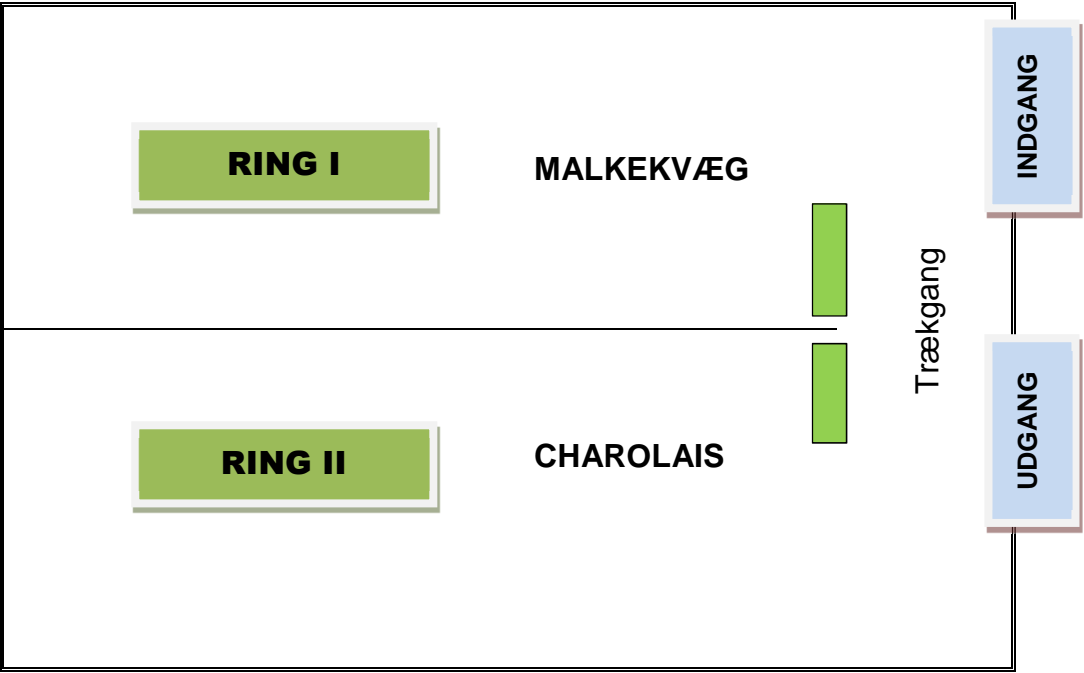 RING I
MALKEKVÆG
INDGANG
Trækgang
RING II
CHAROLAIS
UDGANG